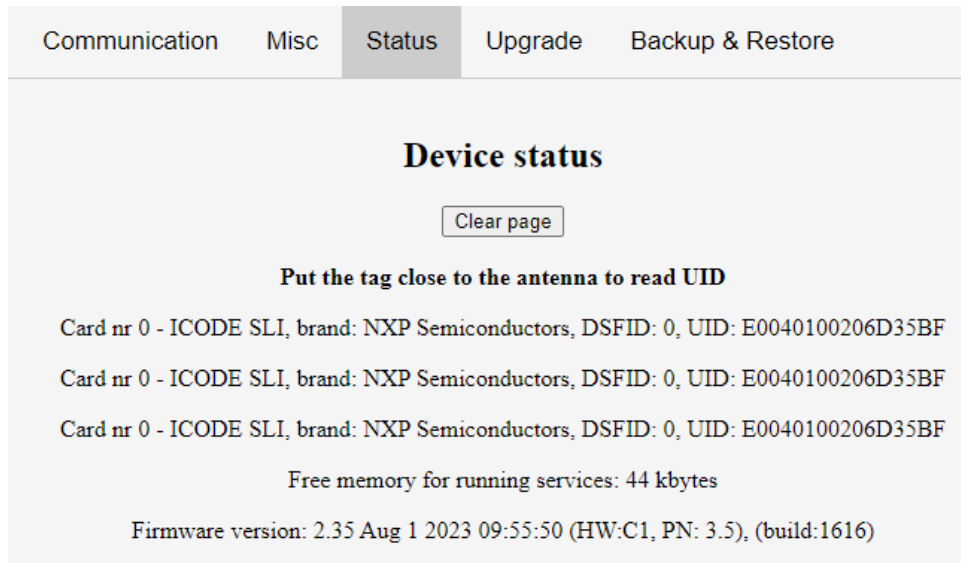 Communication Misc Status Upgrade Backup & Restore
Device status
Clear page
Put the tag close to the antenna to read UID
Card nr 0 - ICODE SLI, brand: NXP Semiconductors, DSFID: 0, UID: E0040100206D35BF
Card nr 0 - ICODE SLI, brand: NXP Semiconductors, DSFID: 0, UID: E0040100206D35BF
Card nr 0 - ICODE SLI, brand: NXP Semiconductors, DSFID: 0, UID: E0040100206D35BF
Free memory for running services: 44 kbytes
Firmware version: 2.35 Aug 1 2023 09:55:50 (HW:C1, PN: 3.5), (build:1616)